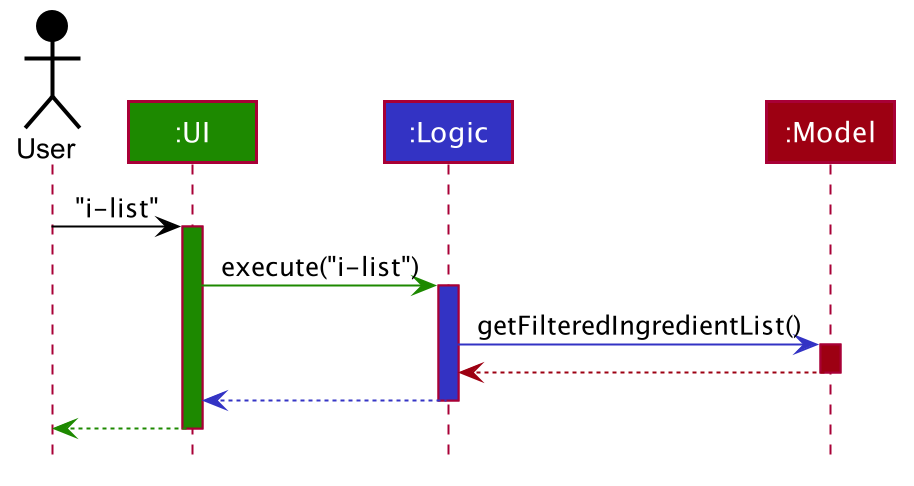 User
:UI
:Logic
:Model
"i-list"
execute("i-list")
getFilteredIngredientList()